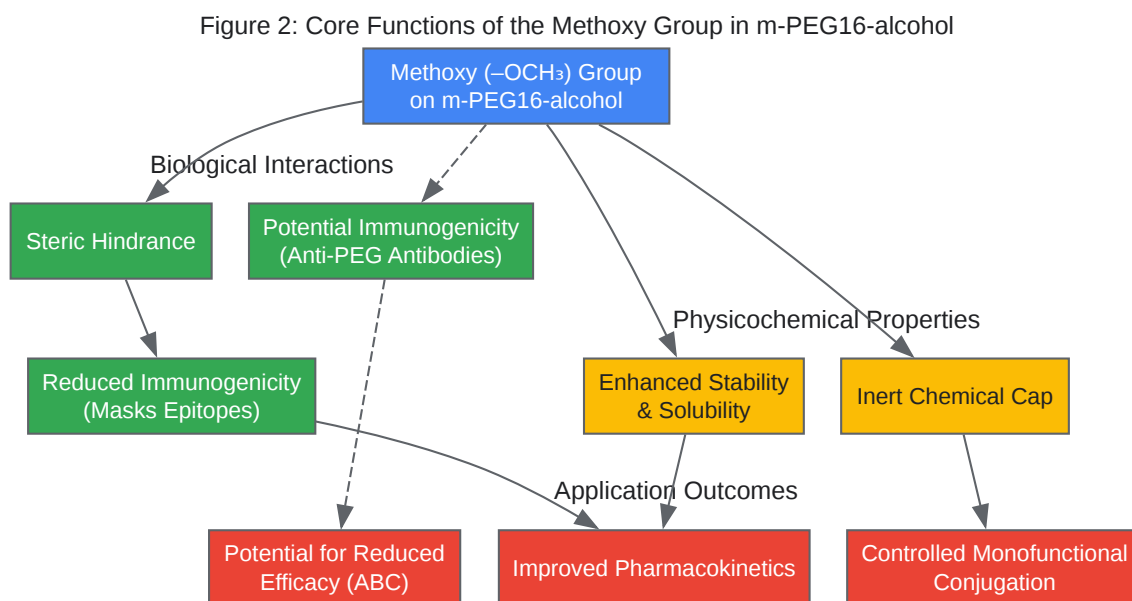 Figure 2: Core Functions of the Methoxy Group in m-PEG16-alcohol
Methoxy (–OCH₃) Group
on m-PEG16-alcohol
Biological Interactions
Steric Hindrance
Potential Immunogenicity
(Anti-PEG Antibodies)
Physicochemical Properties
Reduced Immunogenicity
(Masks Epitopes)
Enhanced Stability
& Solubility
Inert Chemical Cap
Application Outcomes
Potential for Reduced
Efficacy (ABC)
Improved Pharmacokinetics
Controlled Monofunctional
Conjugation